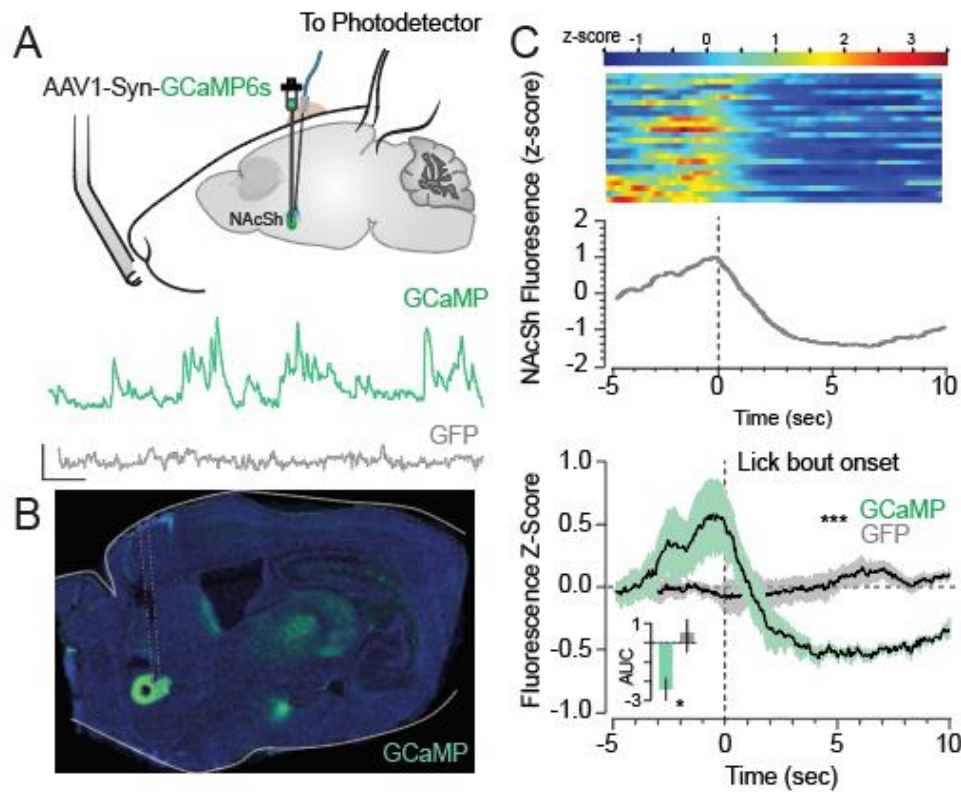 A
To Photodetector
AAV1-Syn-GCaMP6s
NAcSh
GCaMP
GFP
B
GCaMP
C
z-score -1 0 1 2 3
NAcSh Fluoresence (z-score)
2
1
0
-1
-2
-5 0 5 10
Time (sec)
Lick bout onset
GCaMP
*** GFP
Fluoresence Z-Score
1.0
0.5
0.0
-0.5
-1.0
1
AUC
-3
*
-5 0 5 10
Time (sec)